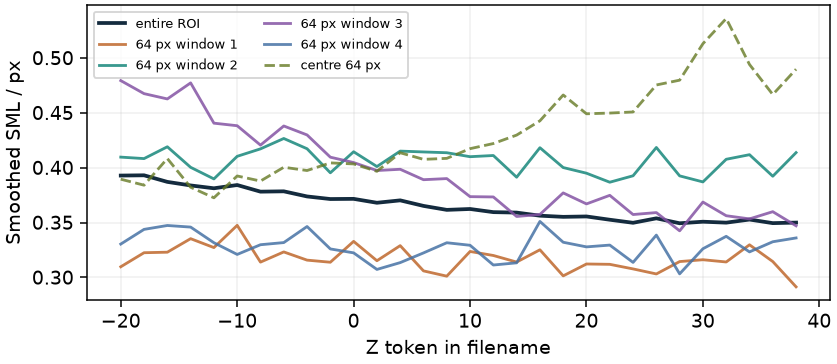 entire ROI
64 px window 1
64 px window 2
64 px window 3
64 px window 4
centre 64 px
Smoothed SML / px
0.50
0.45
0.40
0.35
0.30
−20 −10 0 10 20 30 40
Z token in filename